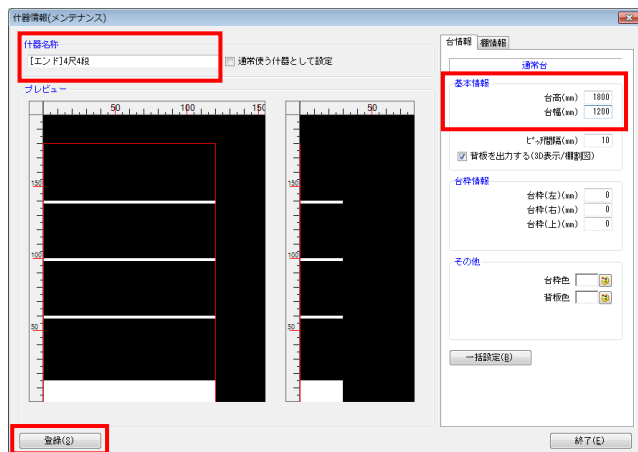 什器情報(メンテナンス)
什器名称
[エンド]4尺4段
通常使う什器として設定
プレビュー
50 100 150
50
150
100
50
150
100
50
台情報 棚情報
通常台
基本情報
台高(mm) 1800
台幅(mm) 1200
ピッチ間隔(mm) 10
背板を出力する(3D表示/棚割図)
台枠情報
台枠(左)(mm) 0
台枠(右)(mm) 0
台枠(上)(mm) 0
その他
台枠色
背板色
一括設定(B)
登録(S)
終了(E)